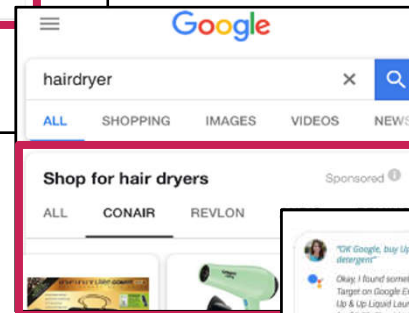 Google
hairdryer
ALL SHOPPING IMAGES VIDEOS NEWS
Shop for hair dryers Sponsored
ALL CONAIR REVLON
"OK Google, buy Up
detergent"
Okay, I found somet
Target on Google Ex
Up & Up Liquid Laun